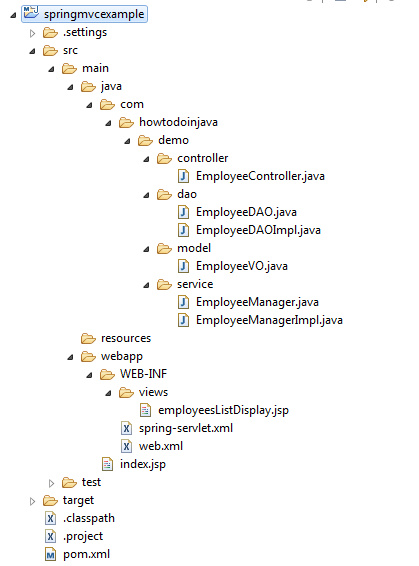 springmvcexample
.settings
src
main
java
com
howtodoinjava
demo
controller
EmployeeController.java
dao
EmployeeDAO.java
EmployeeDAOImpl.java
model
EmployeeVO.java
service
EmployeeManager.java
EmployeeManagerImpl.java
resources
webapp
WEB-INF
views
employeesListDisplay.jsp
spring-servlet.xml
web.xml
index.jsp
test
target
.classpath
.project
pom.xml